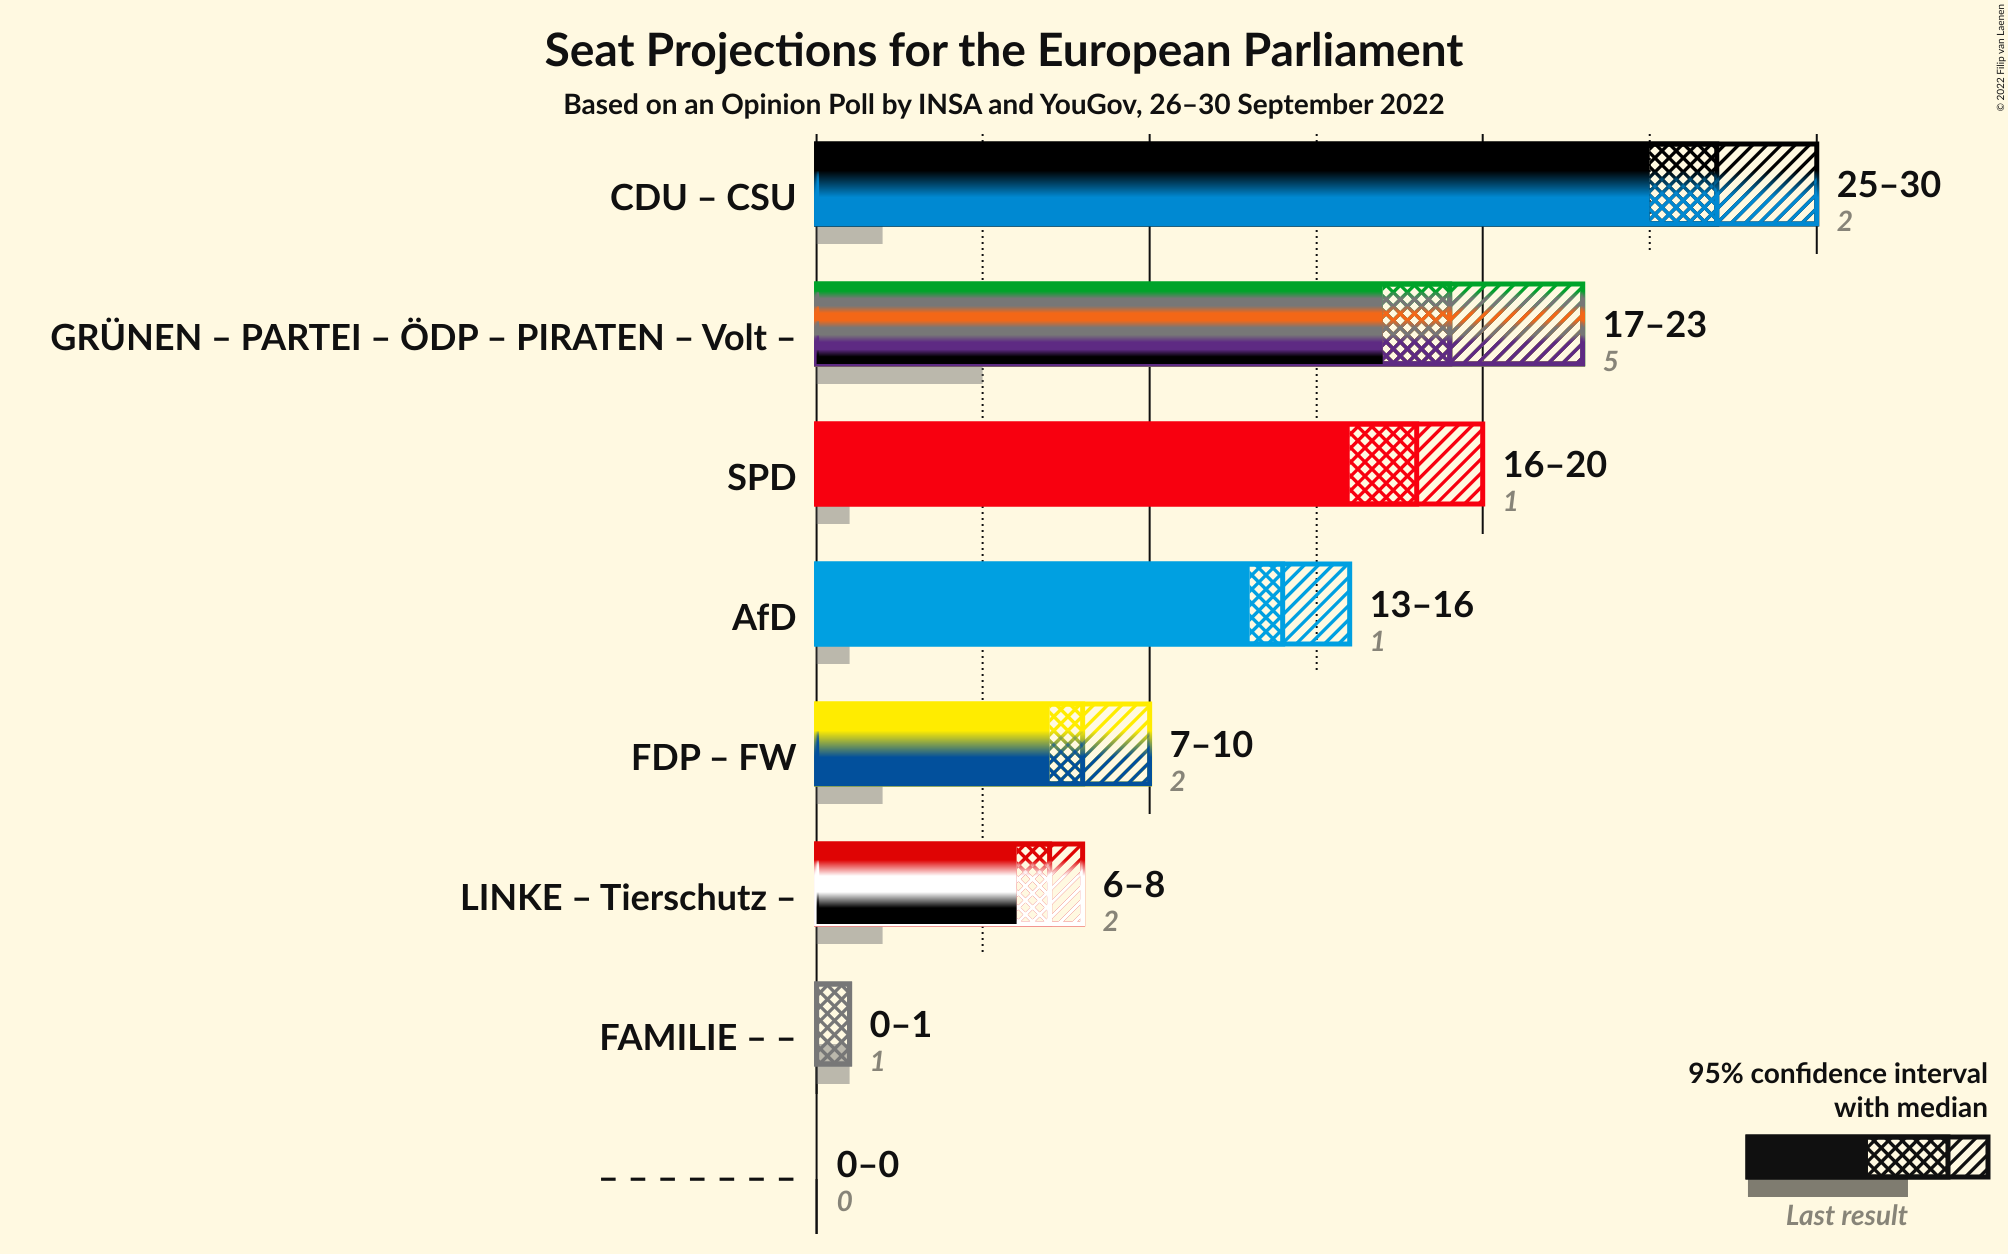 Seat Projections for the European Parliament
Based on an Opinion Poll by INSA and YouGov, 26–30 September 2022
© 2022 Filip van Laenen
CDU – CSU
25–30
2
GRÜNEN – PARTEI – ÖDP – PIRATEN – Volt –
17–23
5
SPD
16–20
1
AfD
13–16
1
FDP – FW
7–10
2
LINKE – Tierschutz –
6–8
2
FAMILIE – –
0–1
1
– – – – – – –
0–0
0
95% confidence interval
with median
Last result